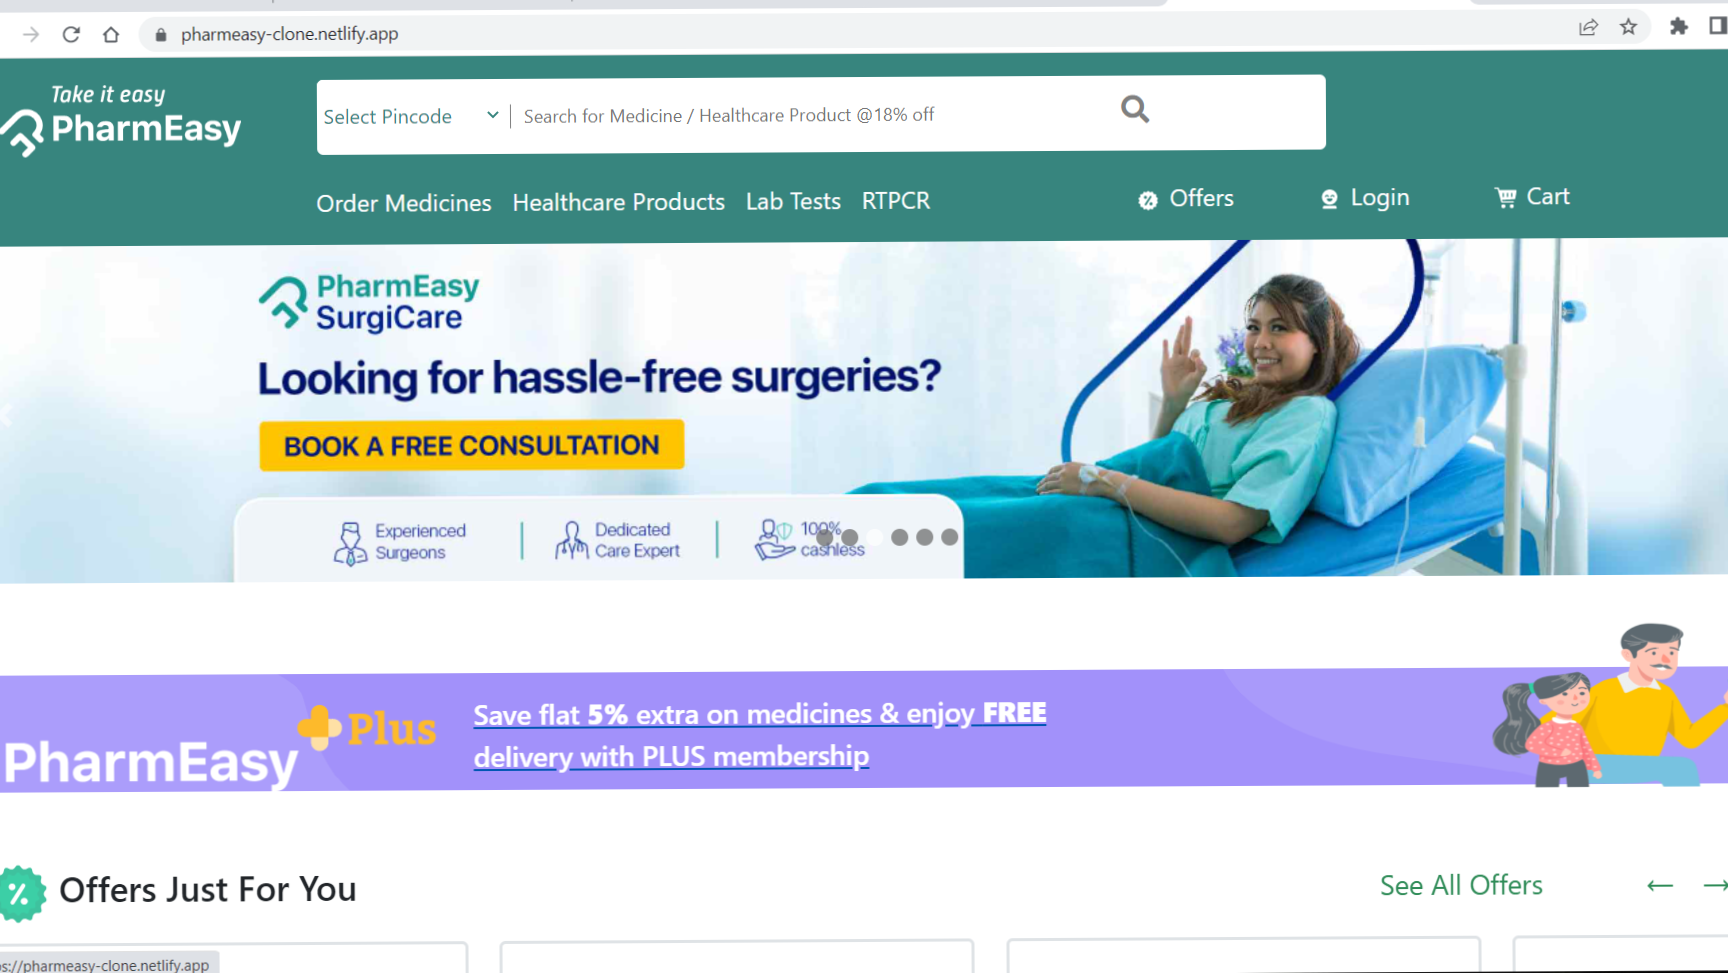 pharmeasy-clone.netlify.app
Take it easy
PharmEasy
Select Pincode
Search for Medicine / Healthcare Product @18% off
Order Medicines
Healthcare Products
Lab Tests
RTPCR
Offers
Login
Cart
PharmEasy
SurgiCare
Looking for hassle-free surgeries?
BOOK A FREE CONSULTATION
Experienced
Surgeons
Dedicated
Care Expert
100%
cashless
PharmEasy
Plus
Save flat 5% extra on medicines & enjoy FREE
delivery with PLUS membership
Offers Just For You
See All Offers
s://pharmeasy-clone.netlify.app